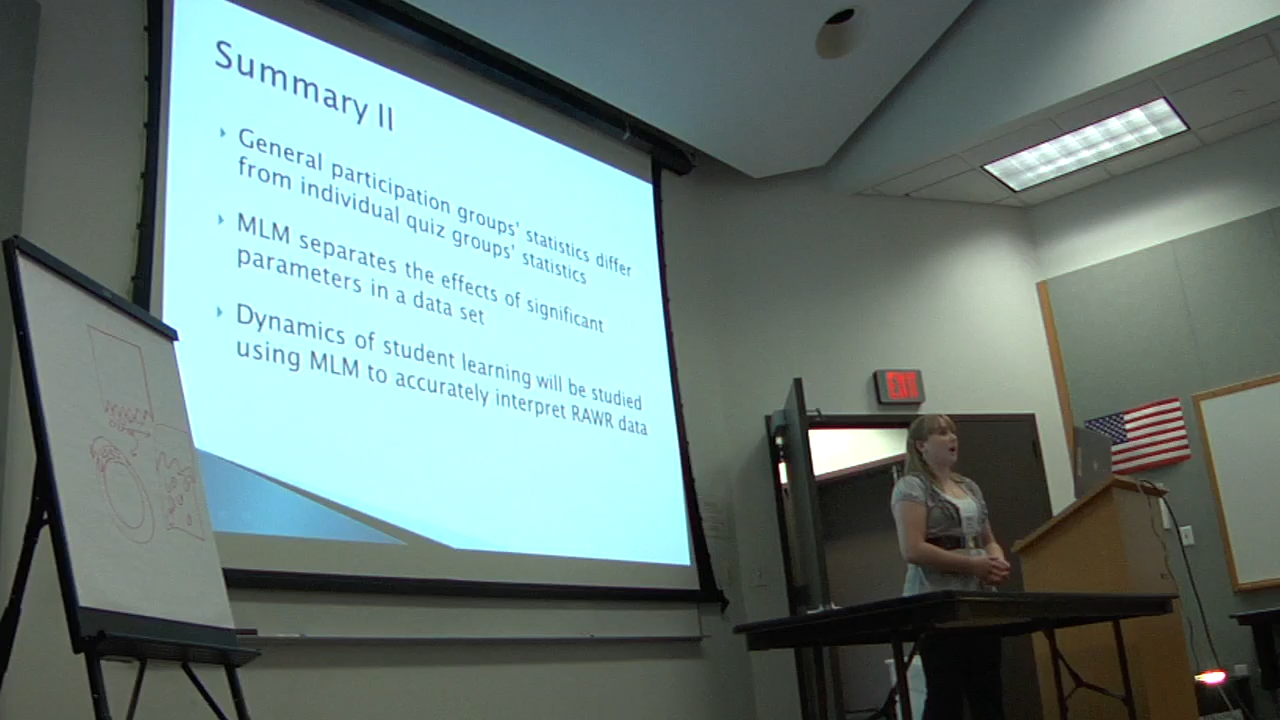 Summary II
General participation groups' statistics differ
from individual quiz groups' statistics
MLM separates the effects of significant
parameters in a data set
Dynamics of student learning will be studied
using MLM to accurately interpret RAWR data
EXIT